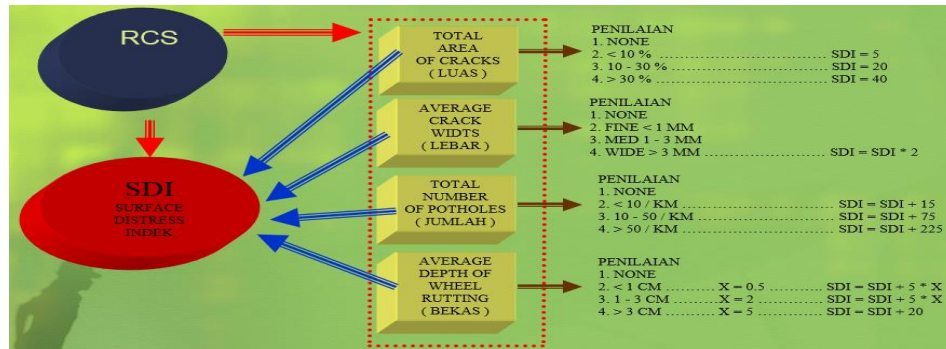 RCS
SDI
SURFACE
DISTRESS
INDEK
TOTAL
AREA
OF CRACKS
( LUAS )
PENILAIAN
1. NONE
2. < 10 % ........................................ SDI = 5
3. 10 - 30 % .................................... SDI = 20
4. > 30 % ........................................ SDI = 40
AVERAGE
CRACK
WIDTS
( LEBAR )
PENILAIAN
1. NONE
2. FINE < 1 MM
3. MED 1 - 3 MM
4. WIDE > 3 MM .............................. SDI = SDI * 2
TOTAL
NUMBER
OF POTHOLES
( JUMLAH )
PENILAIAN
1. NONE
2. < 10 / KM .................................... SDI = SDI + 15
3. 10 - 50 / KM ................................ SDI = SDI + 75
4. > 50 / KM .................................... SDI = SDI + 225
AVERAGE
DEPTH OF
WHEEL
RUTTING
( BEKAS )
PENILAIAN
1. NONE
2. < 1 CM ............ X = 0.5 .................. SDI = SDI + 5 * X
3. 1 - 3 CM .......... X = 2 ..................... SDI = SDI + 5 * X
4. > 3 CM ............ X = 5 ..................... SDI = SDI + 20